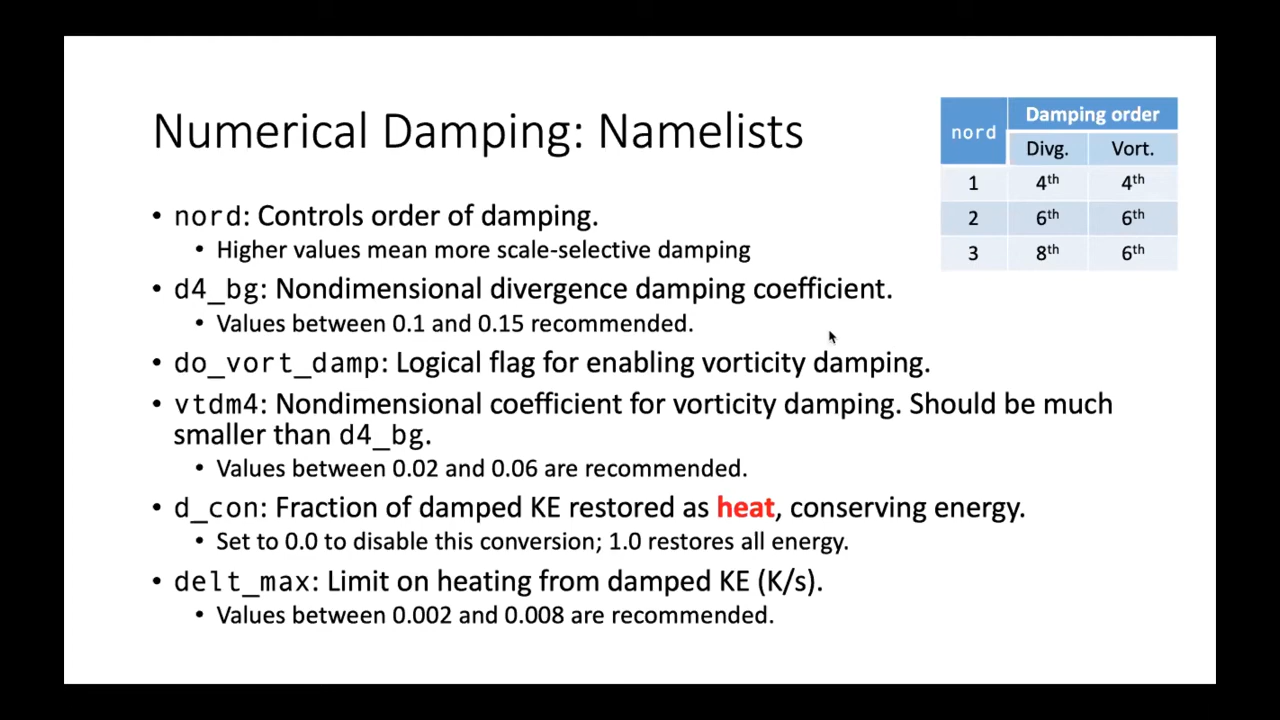 Numerical Damping: Namelists
nord
Damping order
Divg. Vort.
1 4th 4th
2 6th 6th
3 8th 6th
• nord: Controls order of damping.
• Higher values mean more scale-selective damping
• d4_bg: Nondimensional divergence damping coefficient.
• Values between 0.1 and 0.15 recommended.
• do_vort_damp: Logical flag for enabling vorticity damping.
• vtdm4: Nondimensional coefficient for vorticity damping. Should be much
smaller than d4_bg.
• Values between 0.02 and 0.06 are recommended.
• d_con: Fraction of damped KE restored as heat, conserving energy.
• Set to 0.0 to disable this conversion; 1.0 restores all energy.
• delt_max: Limit on heating from damped KE (K/s).
• Values between 0.002 and 0.008 are recommended.